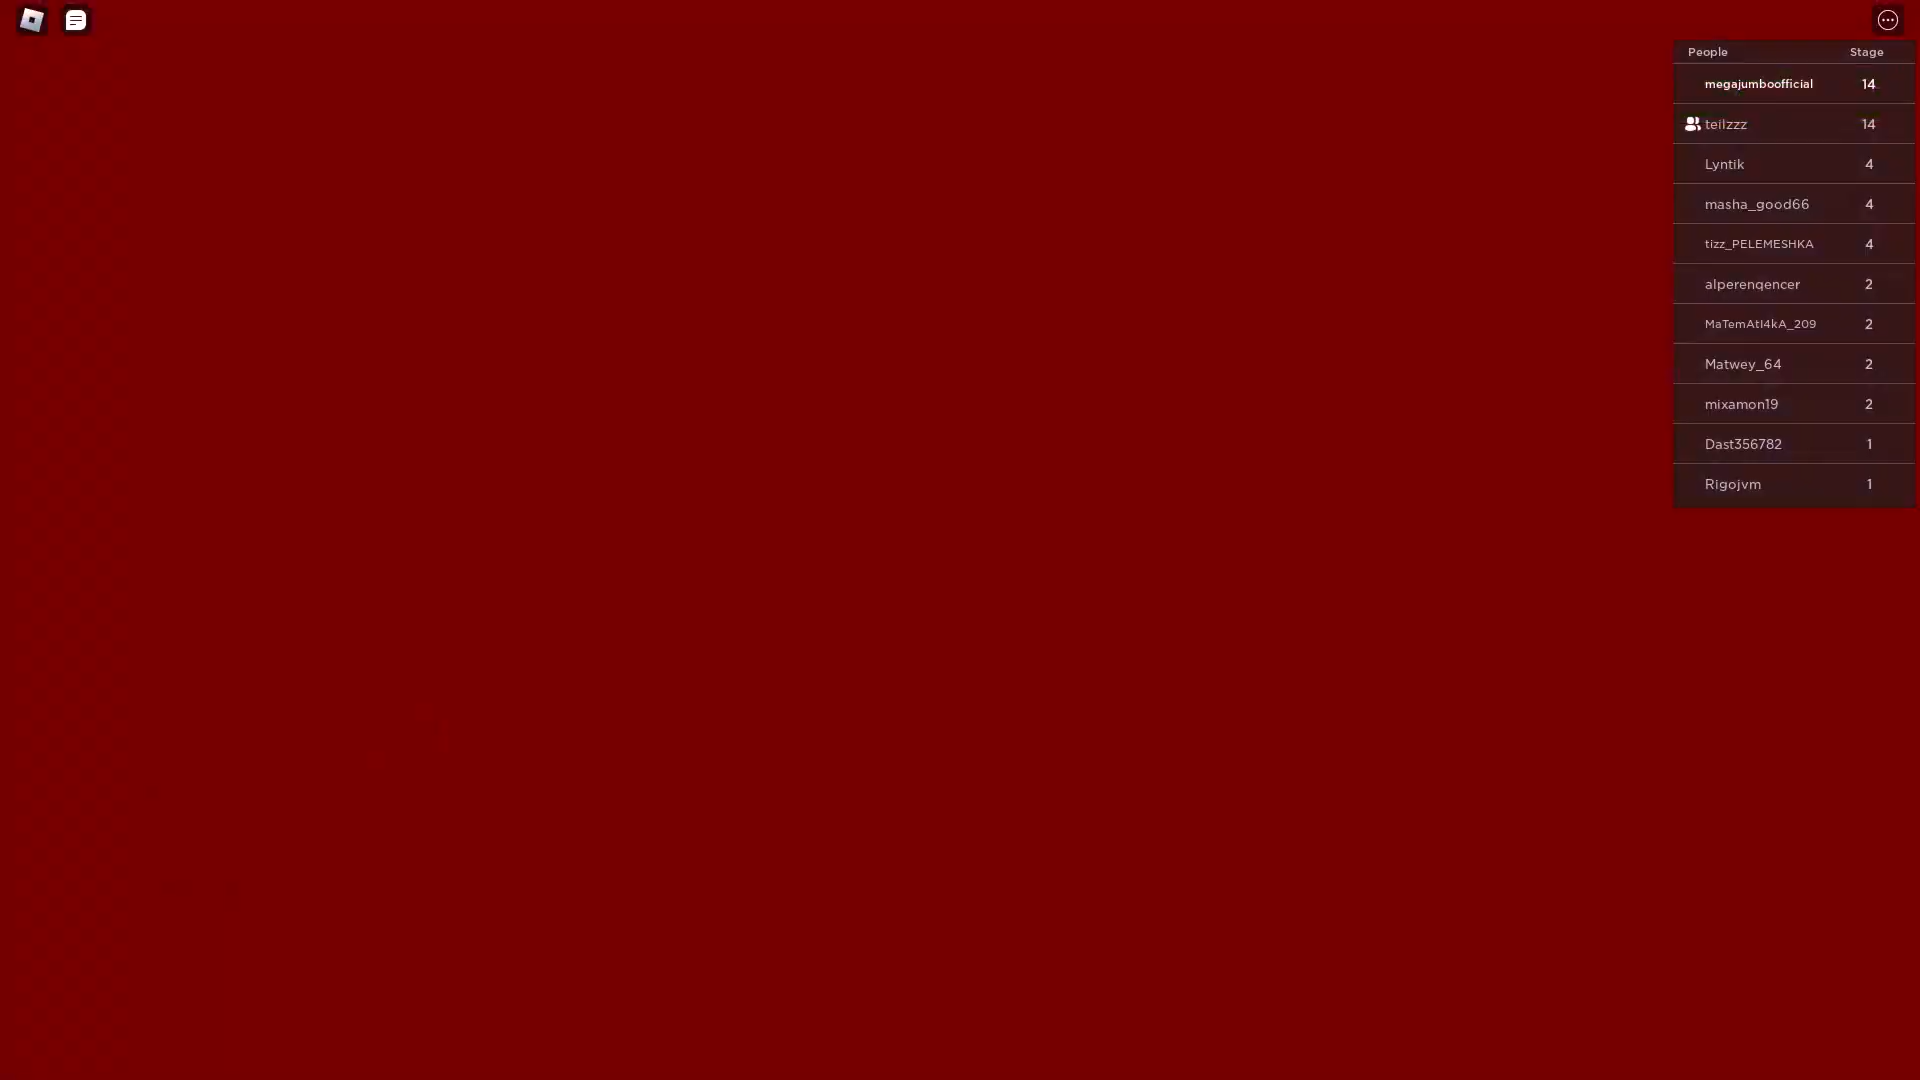 People Stage
megajumboofficial 14
teilzzz 14
Lyntik 4
masha_good66 4
tizz_PELEMESHKA 4
alperenqencer 2
MaTemAtI4kA_209 2
Matwey_64 2
mixamon19 2
Dast356782 1
Rigojvm 1